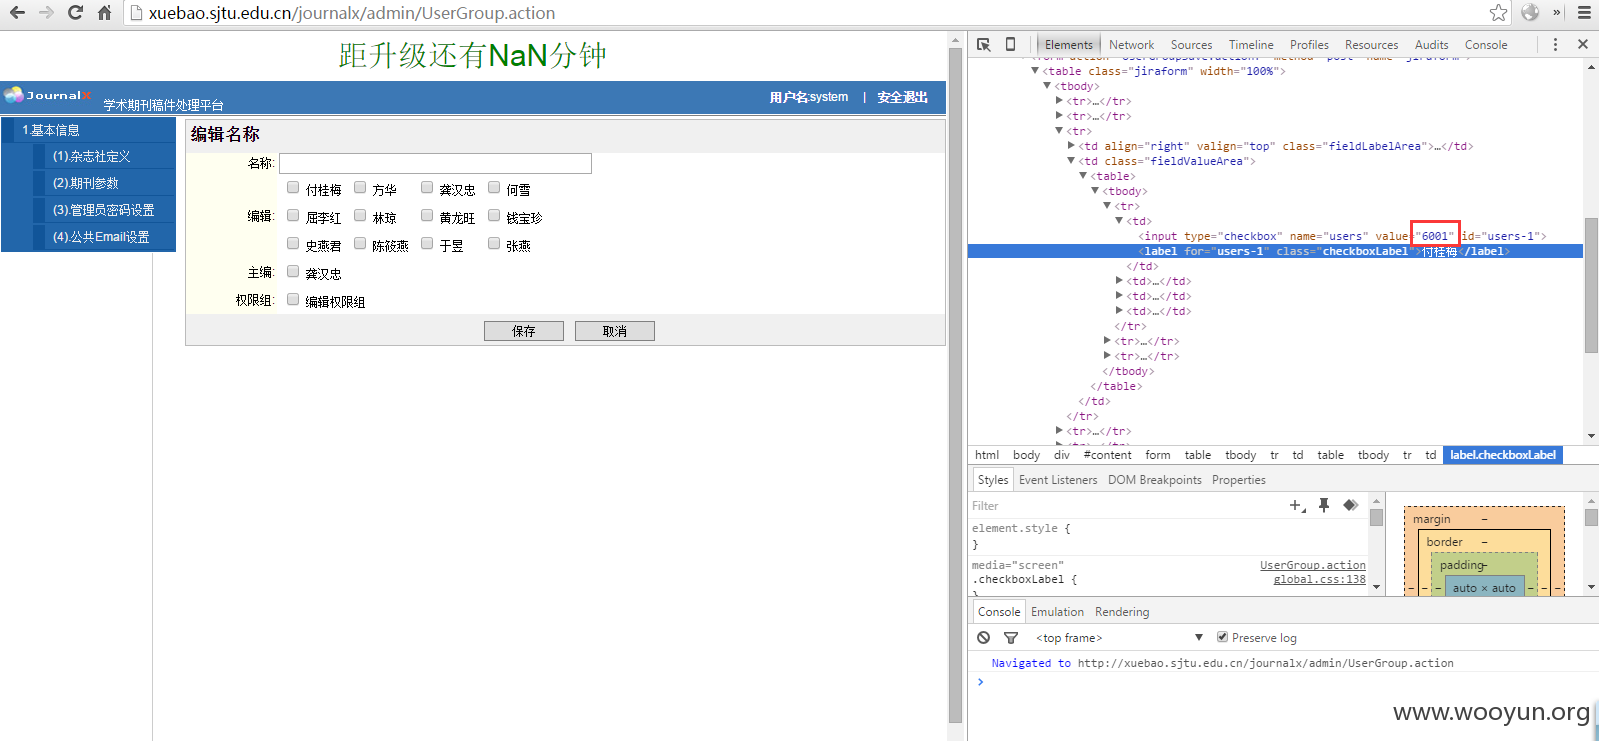 xuebao.sjtu.edu.cn/journalx/admin/UserGroup.action
»
距升级还有NaN分钟
JournalX 学术期刊稿件处理平台
用户名:system | 安全退出
1.基本信息
(1).杂志社定义
(2).期刊参数
(3).管理员密码设置
(4).公共Email设置
编辑名称
名称:
编辑:
付桂梅 方华 龚汉忠 何雪
屈李红 林琼 黄龙旺 钱宝珍
史燕君 陈筱燕 于昱 张燕
主编: 龚汉忠
权限组: 编辑权限组
保存 取消
Elements Network Sources Timeline Profiles Resources Audits Console
<table class="jiraform" width="100%">
<tbody>
<tr>…</tr>
<tr>…</tr>
<tr>
<td align="right" valign="top" class="fieldLabelArea">…</td>
<td class="fieldValueArea">
<table>
<tbody>
<tr>
<td>
<input type="checkbox" name="users" value="6001" id="users-1">
<label for="users-1" class="checkboxLabel">付桂梅</label>
</td>
<td>…</td>
<td>…</td>
<td>…</td>
</tr>
<tr>…</tr>
<tr>…</tr>
</tbody>
</table>
</td>
</tr>
<tr>…</tr>
html body div #content form table tbody tr td table tbody tr td label.checkboxLabel
Styles Event Listeners DOM Breakpoints Properties
Filter
element.style {
}
media="screen" UserGroup.action
.checkboxLabel { global.css:138
margin –
border –
padding –
– – – auto × auto – – –
Console Emulation Rendering
<top frame> ▼ Preserve log
Navigated to http://xuebao.sjtu.edu.cn/journalx/admin/UserGroup.action
>
www.wooyun.org